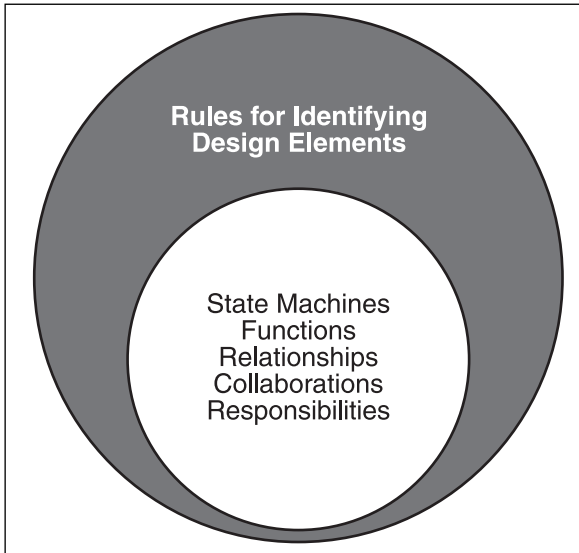 Rules for Identifying
Design Elements
State Machines
Functions
Relationships
Collaborations
Responsibilities